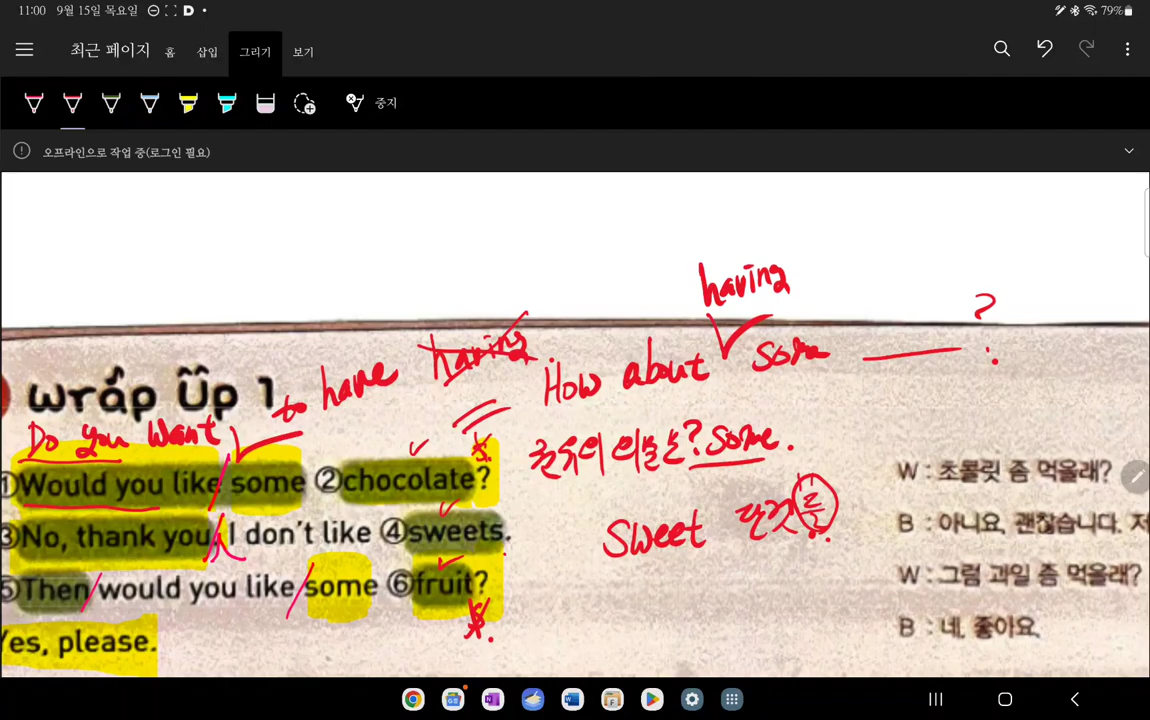 11:00 9월 15일 목요일 79%
최근 페이지 홈 삽입 그리기 보기
중지
오프라인으로 작업 중(로그인 필요)
having
to have having How about some ?
wrap up 1
Do you want
권유의 의문문? some.
①Would you like some ②chocolate?
③No, thank you. I don't like ④sweets.
Sweet 단것들
⑤Then would you like some ⑥fruit?
Yes, please.
W : 초콜릿 좀 먹을래?
B : 아니요, 괜찮습니다. 저
W : 그럼 과일 좀 먹을래?
B : 네, 좋아요.